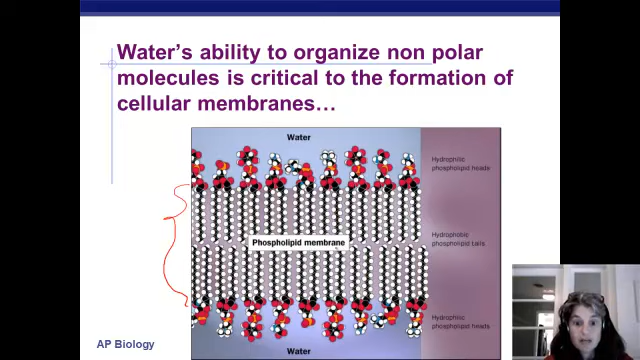 Water's ability to organize non polar
molecules is critical to the formation of
cellular membranes…
Water
Hydrophilic
phospholipid heads
Phospholipid membrane
Hydrophobic
phospholipid tails
Hydrophilic
phospholipid heads
Water
AP Biology